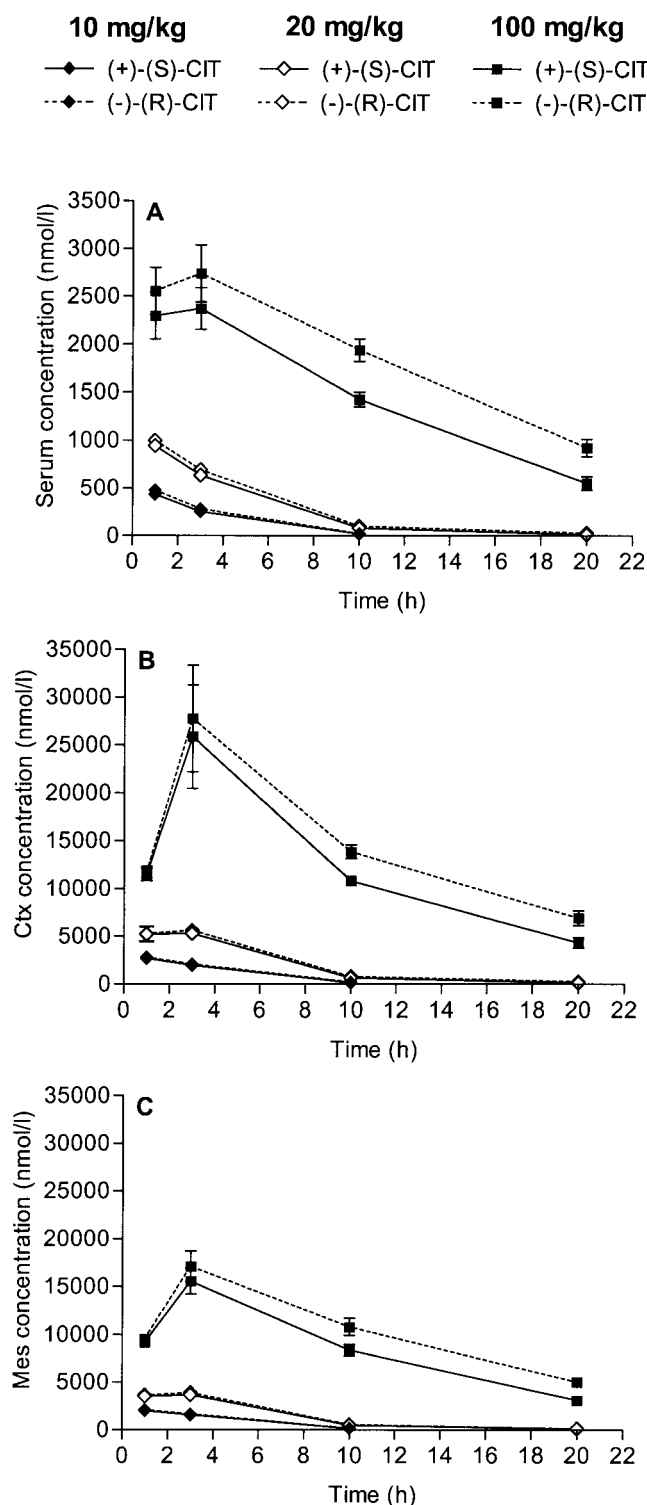 10 mg/kg 20 mg/kg 100 mg/kg
(+)-(S)-CIT (+)-(S)-CIT (+)-(S)-CIT
(-)-(R)-CIT (-)-(R)-CIT (-)-(R)-CIT
A
3500
3000
2500
2000
1500
1000
500
0
Serum concentration (nmol/l)
0 2 4 6 8 10 12 14 16 18 20 22
Time (h)
B
35000
30000
25000
20000
15000
10000
5000
0
Ctx concentration (nmol/l)
0 2 4 6 8 10 12 14 16 18 20 22
Time (h)
C
35000
30000
25000
20000
15000
10000
5000
0
Mes concentration (nmol/l)
0 2 4 6 8 10 12 14 16 18 20 22
Time (h)